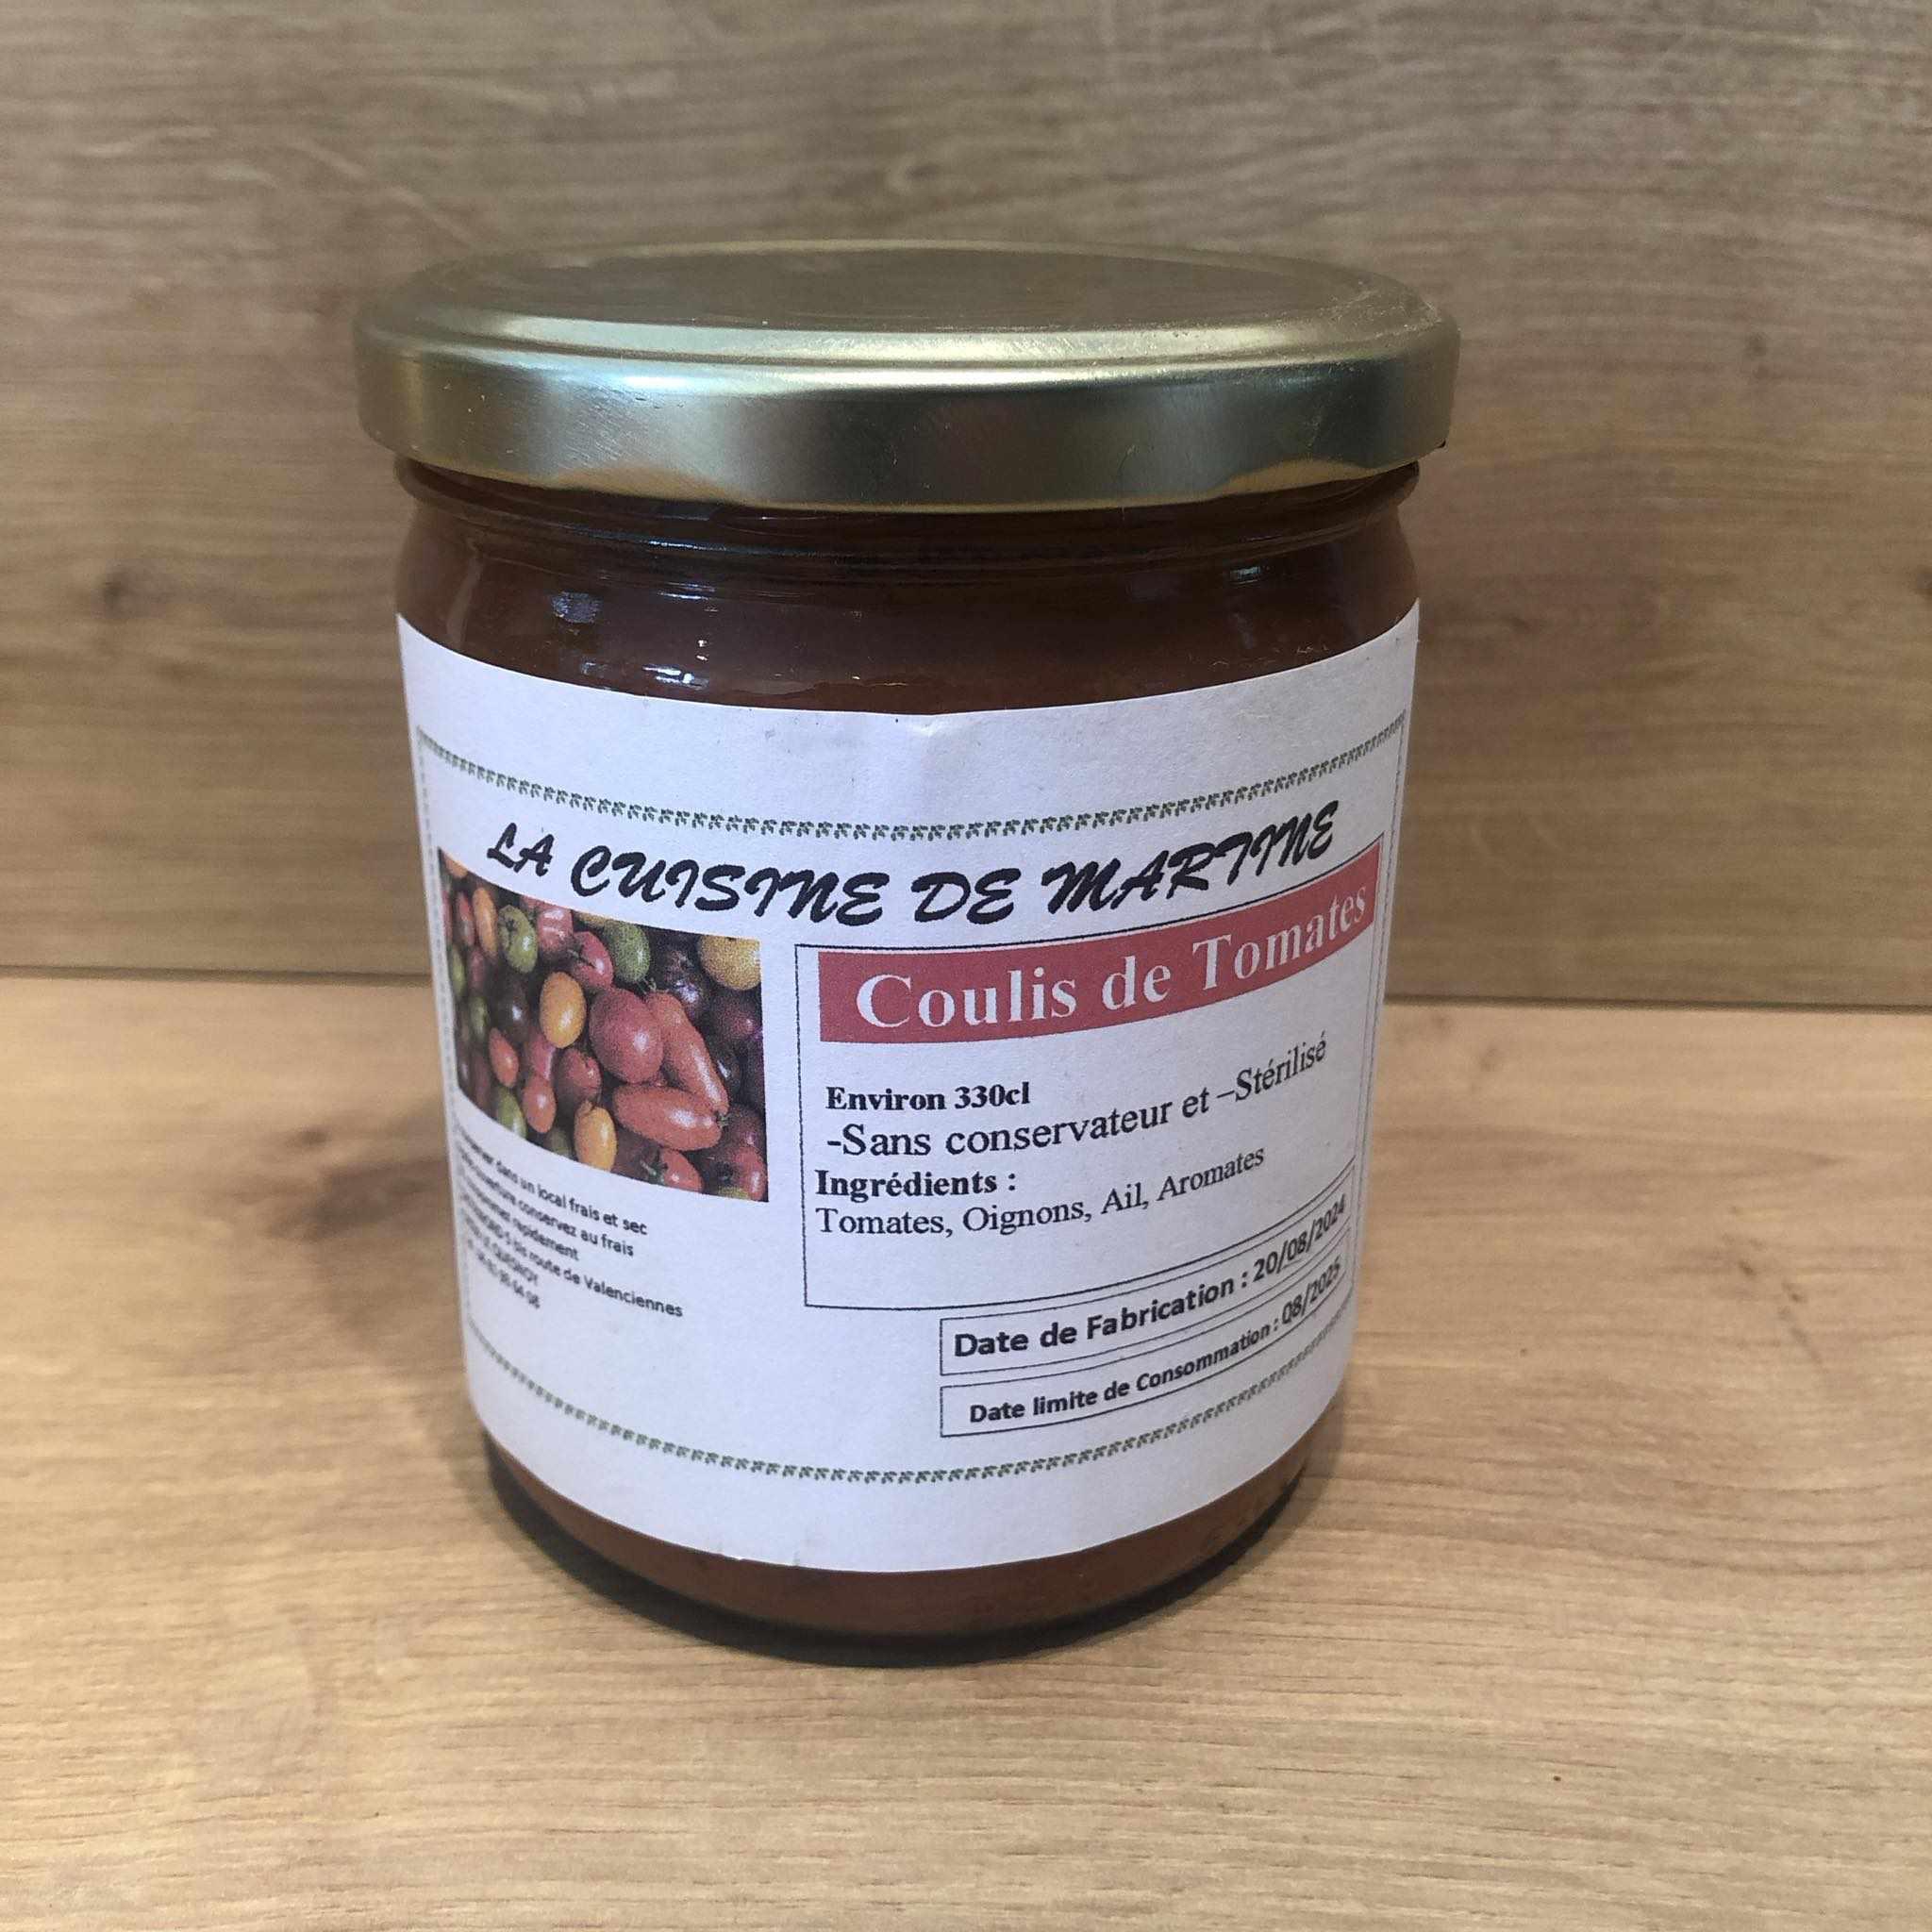 LA CUISINE DE MARTINE
Coulis de Tomates
Environ 330cl
-Sans conservateur et –Stérilisé
Ingrédients :
Tomates, Oignons, Ail, Aromates
Date de Fabrication : 20/08/2024
Date limite de Consommation : 08/2025
dans un local frais et sec
conservez au frais
rapidement
bis route de Valenciennes